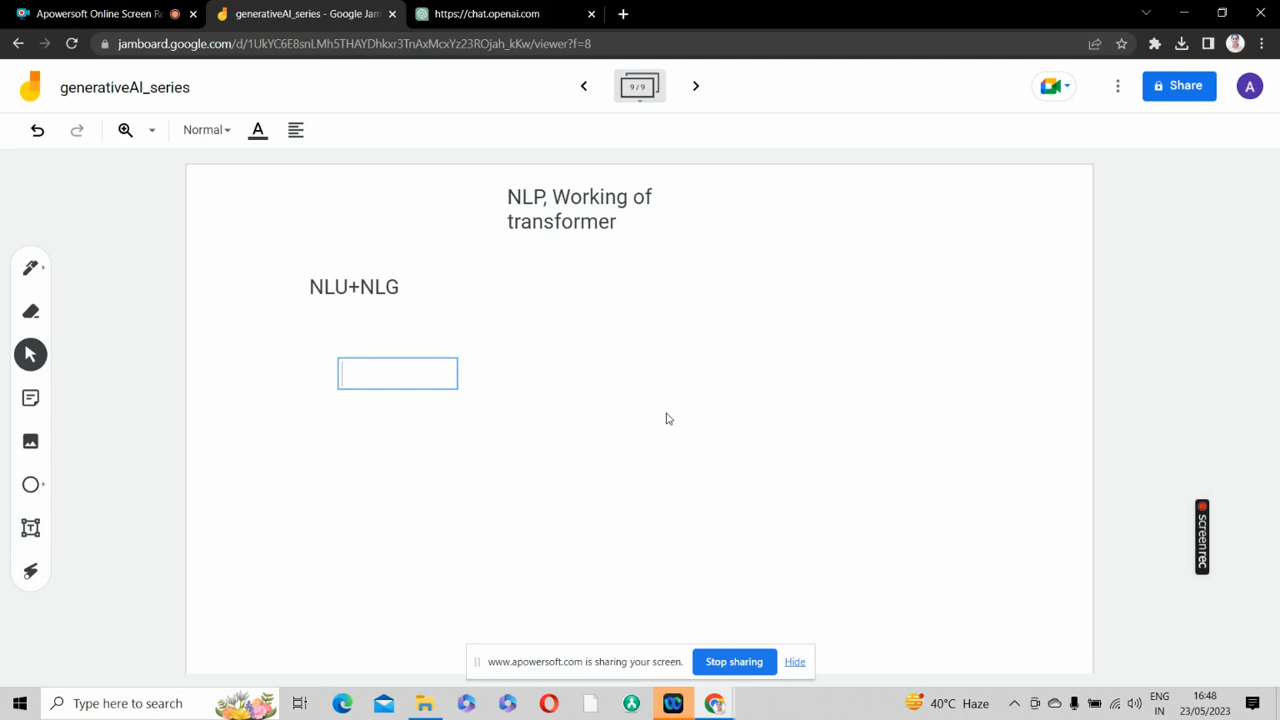 Apowersoft Online Screen Re
generativeAI_series - Google Jam
https://chat.openai.com
jamboard.google.com/d/1UkYC6E8snLMh5THAYDhkxr3TnAxMcxYz23ROjah_kKw/viewer?f=8
generativeAI_series
9 / 9
Share
A
Normal
A
NLP, Working of
transformer
NLU+NLG
T
screenrec
www.apowersoft.com is sharing your screen.
Stop sharing
Hide
Type here to search
40°C Haze
ENG
IN
16:48
23/05/2023